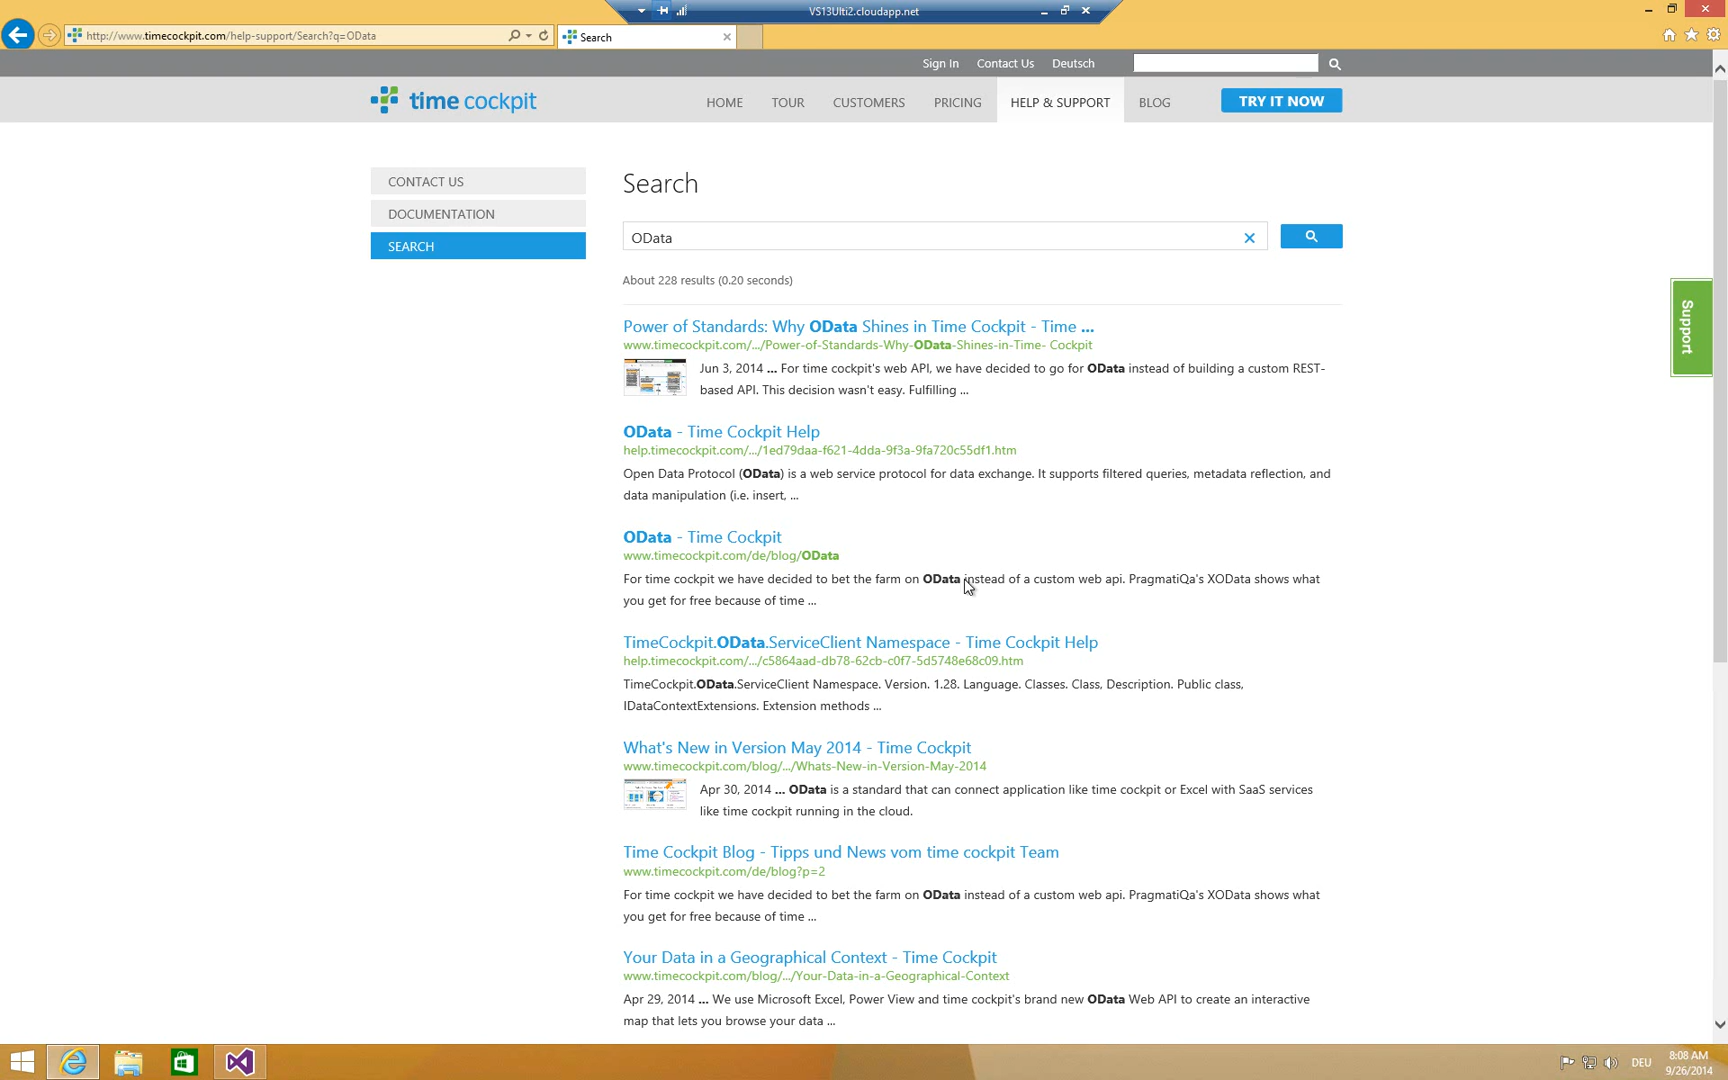 VS13Ulti2.cloudapp.net
http://www.timecockpit.com/help-support/Search?q=OData
Search
Sign In
Contact Us
Deutsch
time cockpit
HOME
TOUR
CUSTOMERS
PRICING
HELP & SUPPORT
BLOG
TRY IT NOW
CONTACT US
DOCUMENTATION
SEARCH
Search
OData
About 228 results (0.20 seconds)
Power of Standards: Why OData Shines in Time Cockpit - Time ...
www.timecockpit.com/.../Power-of-Standards-Why-OData-Shines-in-Time- Cockpit
Jun 3, 2014 ... For time cockpit's web API, we have decided to go for OData instead of building a custom REST-
based API. This decision wasn't easy. Fulfilling ...
OData - Time Cockpit Help
help.timecockpit.com/.../1ed79daa-f621-4dda-9f3a-9fa720c55df1.htm
Open Data Protocol (OData) is a web service protocol for data exchange. It supports filtered queries, metadata reflection, and
data manipulation (i.e. insert, ...
OData - Time Cockpit
www.timecockpit.com/de/blog/OData
For time cockpit we have decided to bet the farm on OData instead of a custom web api. PragmatiQa's XOData shows what
you get for free because of time ...
TimeCockpit.OData.ServiceClient Namespace - Time Cockpit Help
help.timecockpit.com/.../c5864aad-db78-62cb-c0f7-5d5748e68c09.htm
TimeCockpit.OData.ServiceClient Namespace. Version. 1.28. Language. Classes. Class, Description. Public class,
IDataContextExtensions. Extension methods ...
What's New in Version May 2014 - Time Cockpit
www.timecockpit.com/blog/.../Whats-New-in-Version-May-2014
Apr 30, 2014 ... OData is a standard that can connect application like time cockpit or Excel with SaaS services
like time cockpit running in the cloud.
Time Cockpit Blog - Tipps und News vom time cockpit Team
www.timecockpit.com/de/blog?p=2
For time cockpit we have decided to bet the farm on OData instead of a custom web api. PragmatiQa's XOData shows what
you get for free because of time ...
Your Data in a Geographical Context - Time Cockpit
www.timecockpit.com/blog/.../Your-Data-in-a-Geographical-Context
Apr 29, 2014 ... We use Microsoft Excel, Power View and time cockpit's brand new OData Web API to create an interactive
map that lets you browse your data ...
Support
DEU
8:08 AM
9/26/2014